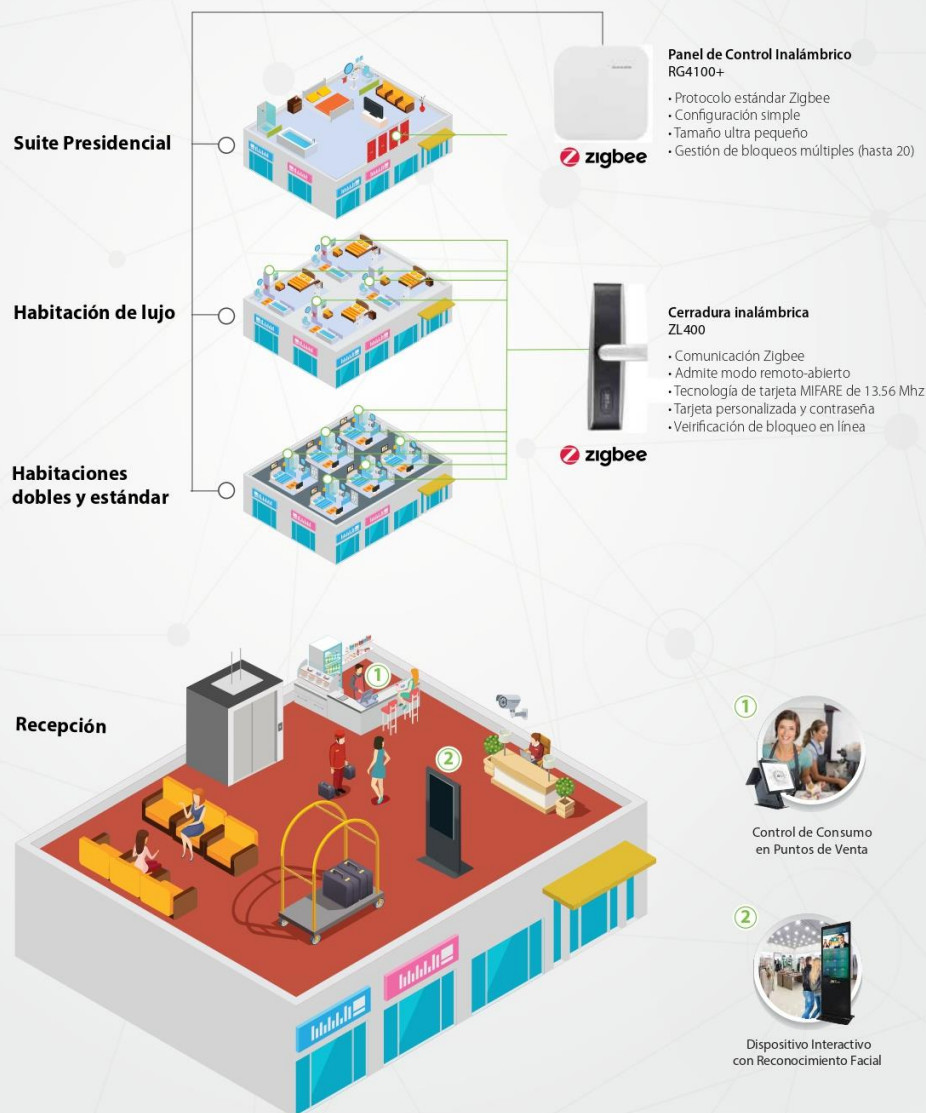 Panel de Control Inalámbrico
RG4100+
• Protocolo estándar Zigbee
• Configuración simple
• Tamaño ultra pequeño
• Gestión de bloqueos múltiples (hasta 20)
zigbee
Suite Presidencial
Habitación de lujo
Cerradura inalámbrica
ZL400
• Comunicación Zigbee
• Admite modo remoto-abierto
• Tecnología de tarjeta MIFARE de 13.56 Mhz
• Tarjeta personalizada y contraseña
• Veirificación de bloqueo en línea
zigbee
Habitaciones
dobles y estándar
Recepción
1
2
1
Control de Consumo
en Puntos de Venta
2
Dispositivo Interactivo
con Reconocimiento Facial